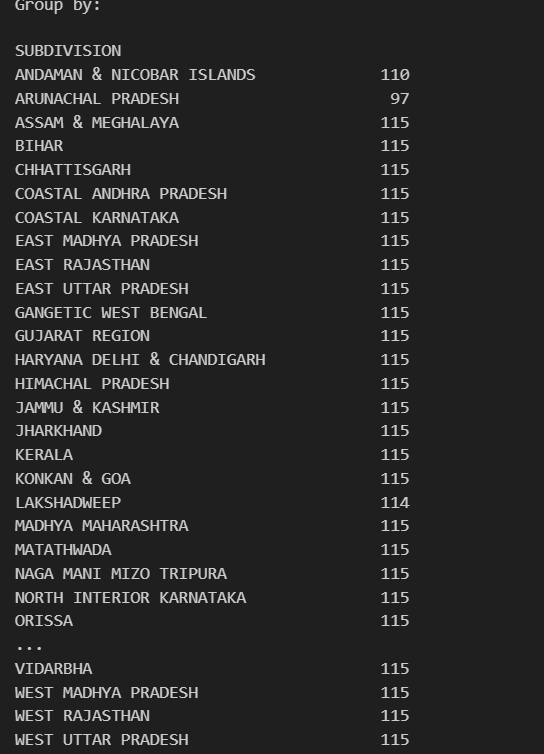 Group by:
SUBDIVISION
ANDAMAN & NICOBAR ISLANDS 110
ARUNACHAL PRADESH 97
ASSAM & MEGHALAYA 115
BIHAR 115
CHHATTISGARH 115
COASTAL ANDHRA PRADESH 115
COASTAL KARNATAKA 115
EAST MADHYA PRADESH 115
EAST RAJASTHAN 115
EAST UTTAR PRADESH 115
GANGETIC WEST BENGAL 115
GUJARAT REGION 115
HARYANA DELHI & CHANDIGARH 115
HIMACHAL PRADESH 115
JAMMU & KASHMIR 115
JHARKHAND 115
KERALA 115
KONKAN & GOA 115
LAKSHADWEEP 114
MADHYA MAHARASHTRA 115
MATATHWADA 115
NAGA MANI MIZO TRIPURA 115
NORTH INTERIOR KARNATAKA 115
ORISSA 115
...
VIDARBHA 115
WEST MADHYA PRADESH 115
WEST RAJASTHAN 115
WEST UTTAR PRADESH 115